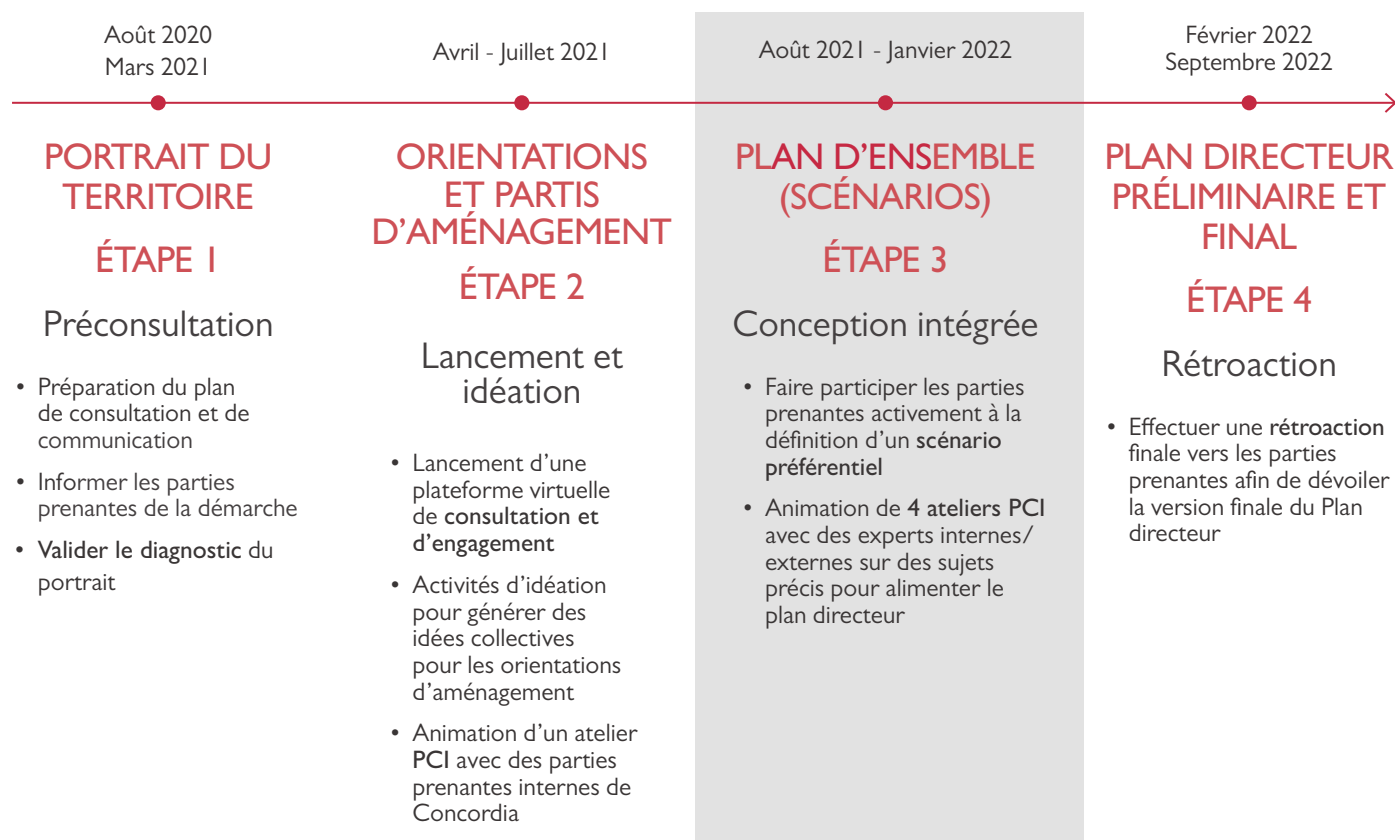 Août 2020
Mars 2021
PORTRAIT DU
TERRITOIRE
ÉTAPE 1
Préconsultation
• Préparation du plan
de consultation et de
communication
• Informer les parties
prenantes de la démarche
• Valider le diagnostic du
portrait
Avril - Juillet 2021
ORIENTATIONS
ET PARTIS
D’AMÉNAGEMENT
ÉTAPE 2
Lancement et
idéation
• Lancement d’une
plateforme virtuelle
de consultation et
d’engagement
• Activités d’idéation
pour générer des
idées collectives
pour les orientations
d’aménagement
• Animation d’un atelier
PCI avec des parties
prenantes internes de
Concordia
Août 2021 - Janvier 2022
PLAN D’ENSEMBLE
(SCÉNARIOS)
ÉTAPE 3
Conception intégrée
• Faire participer les parties
prenantes activement à la
définition d’un scénario
préférentiel
• Animation de 4 ateliers PCI
avec des experts internes/
externes sur des sujets
précis pour alimenter le
plan directeur
Février 2022
Septembre 2022
PLAN DIRECTEUR
PRÉLIMINAIRE ET
FINAL
ÉTAPE 4
Rétroaction
• Effectuer une rétroaction
finale vers les parties
prenantes afin de dévoiler
la version finale du Plan
directeur